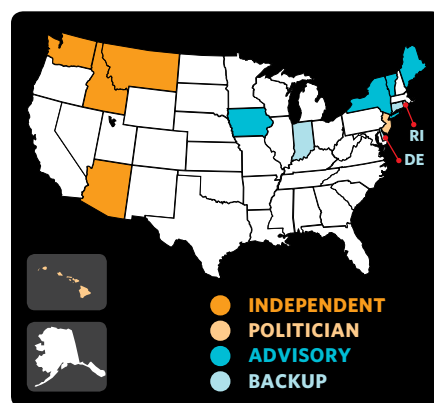 RI
DE
INDEPENDENT
POLITICIAN
ADVISORY
BACKUP